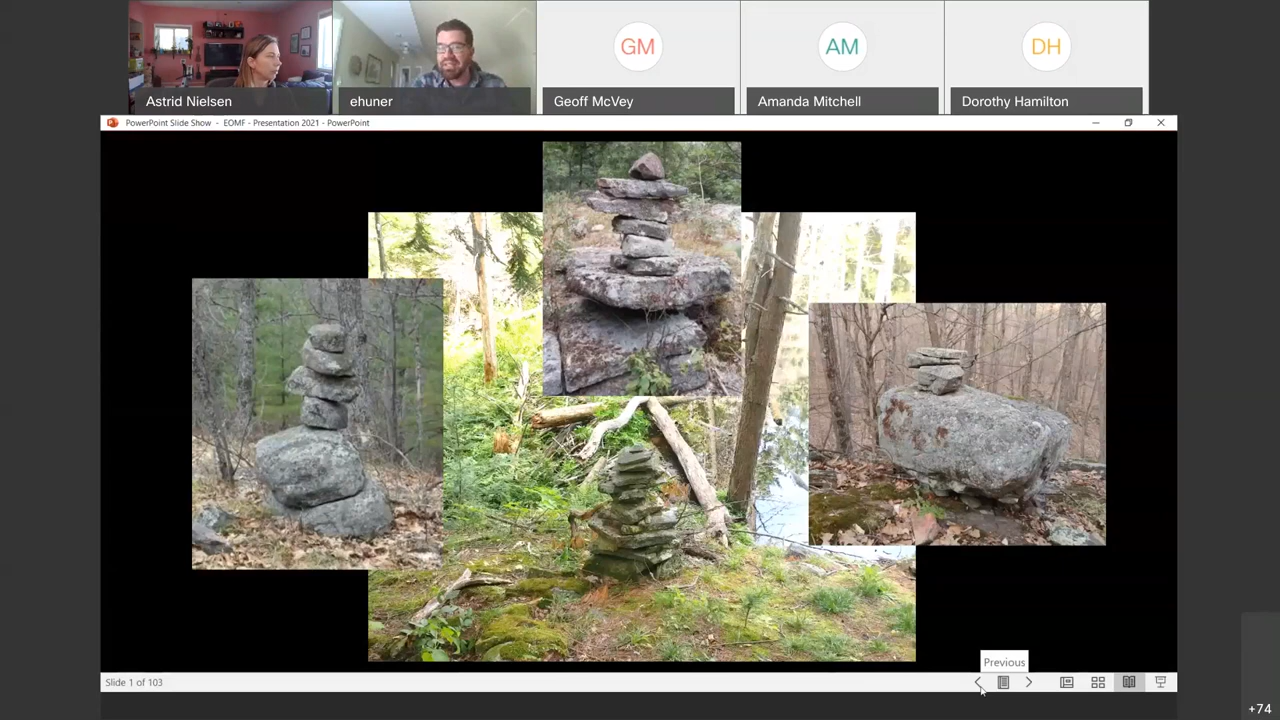 GM
AM
DH
Astrid Nielsen
ehuner
Geoff McVey
Amanda Mitchell
Dorothy Hamilton
PowerPoint Slide Show - EOMF - Presentation 2021 - PowerPoint
Previous
Slide 1 of 103
+74